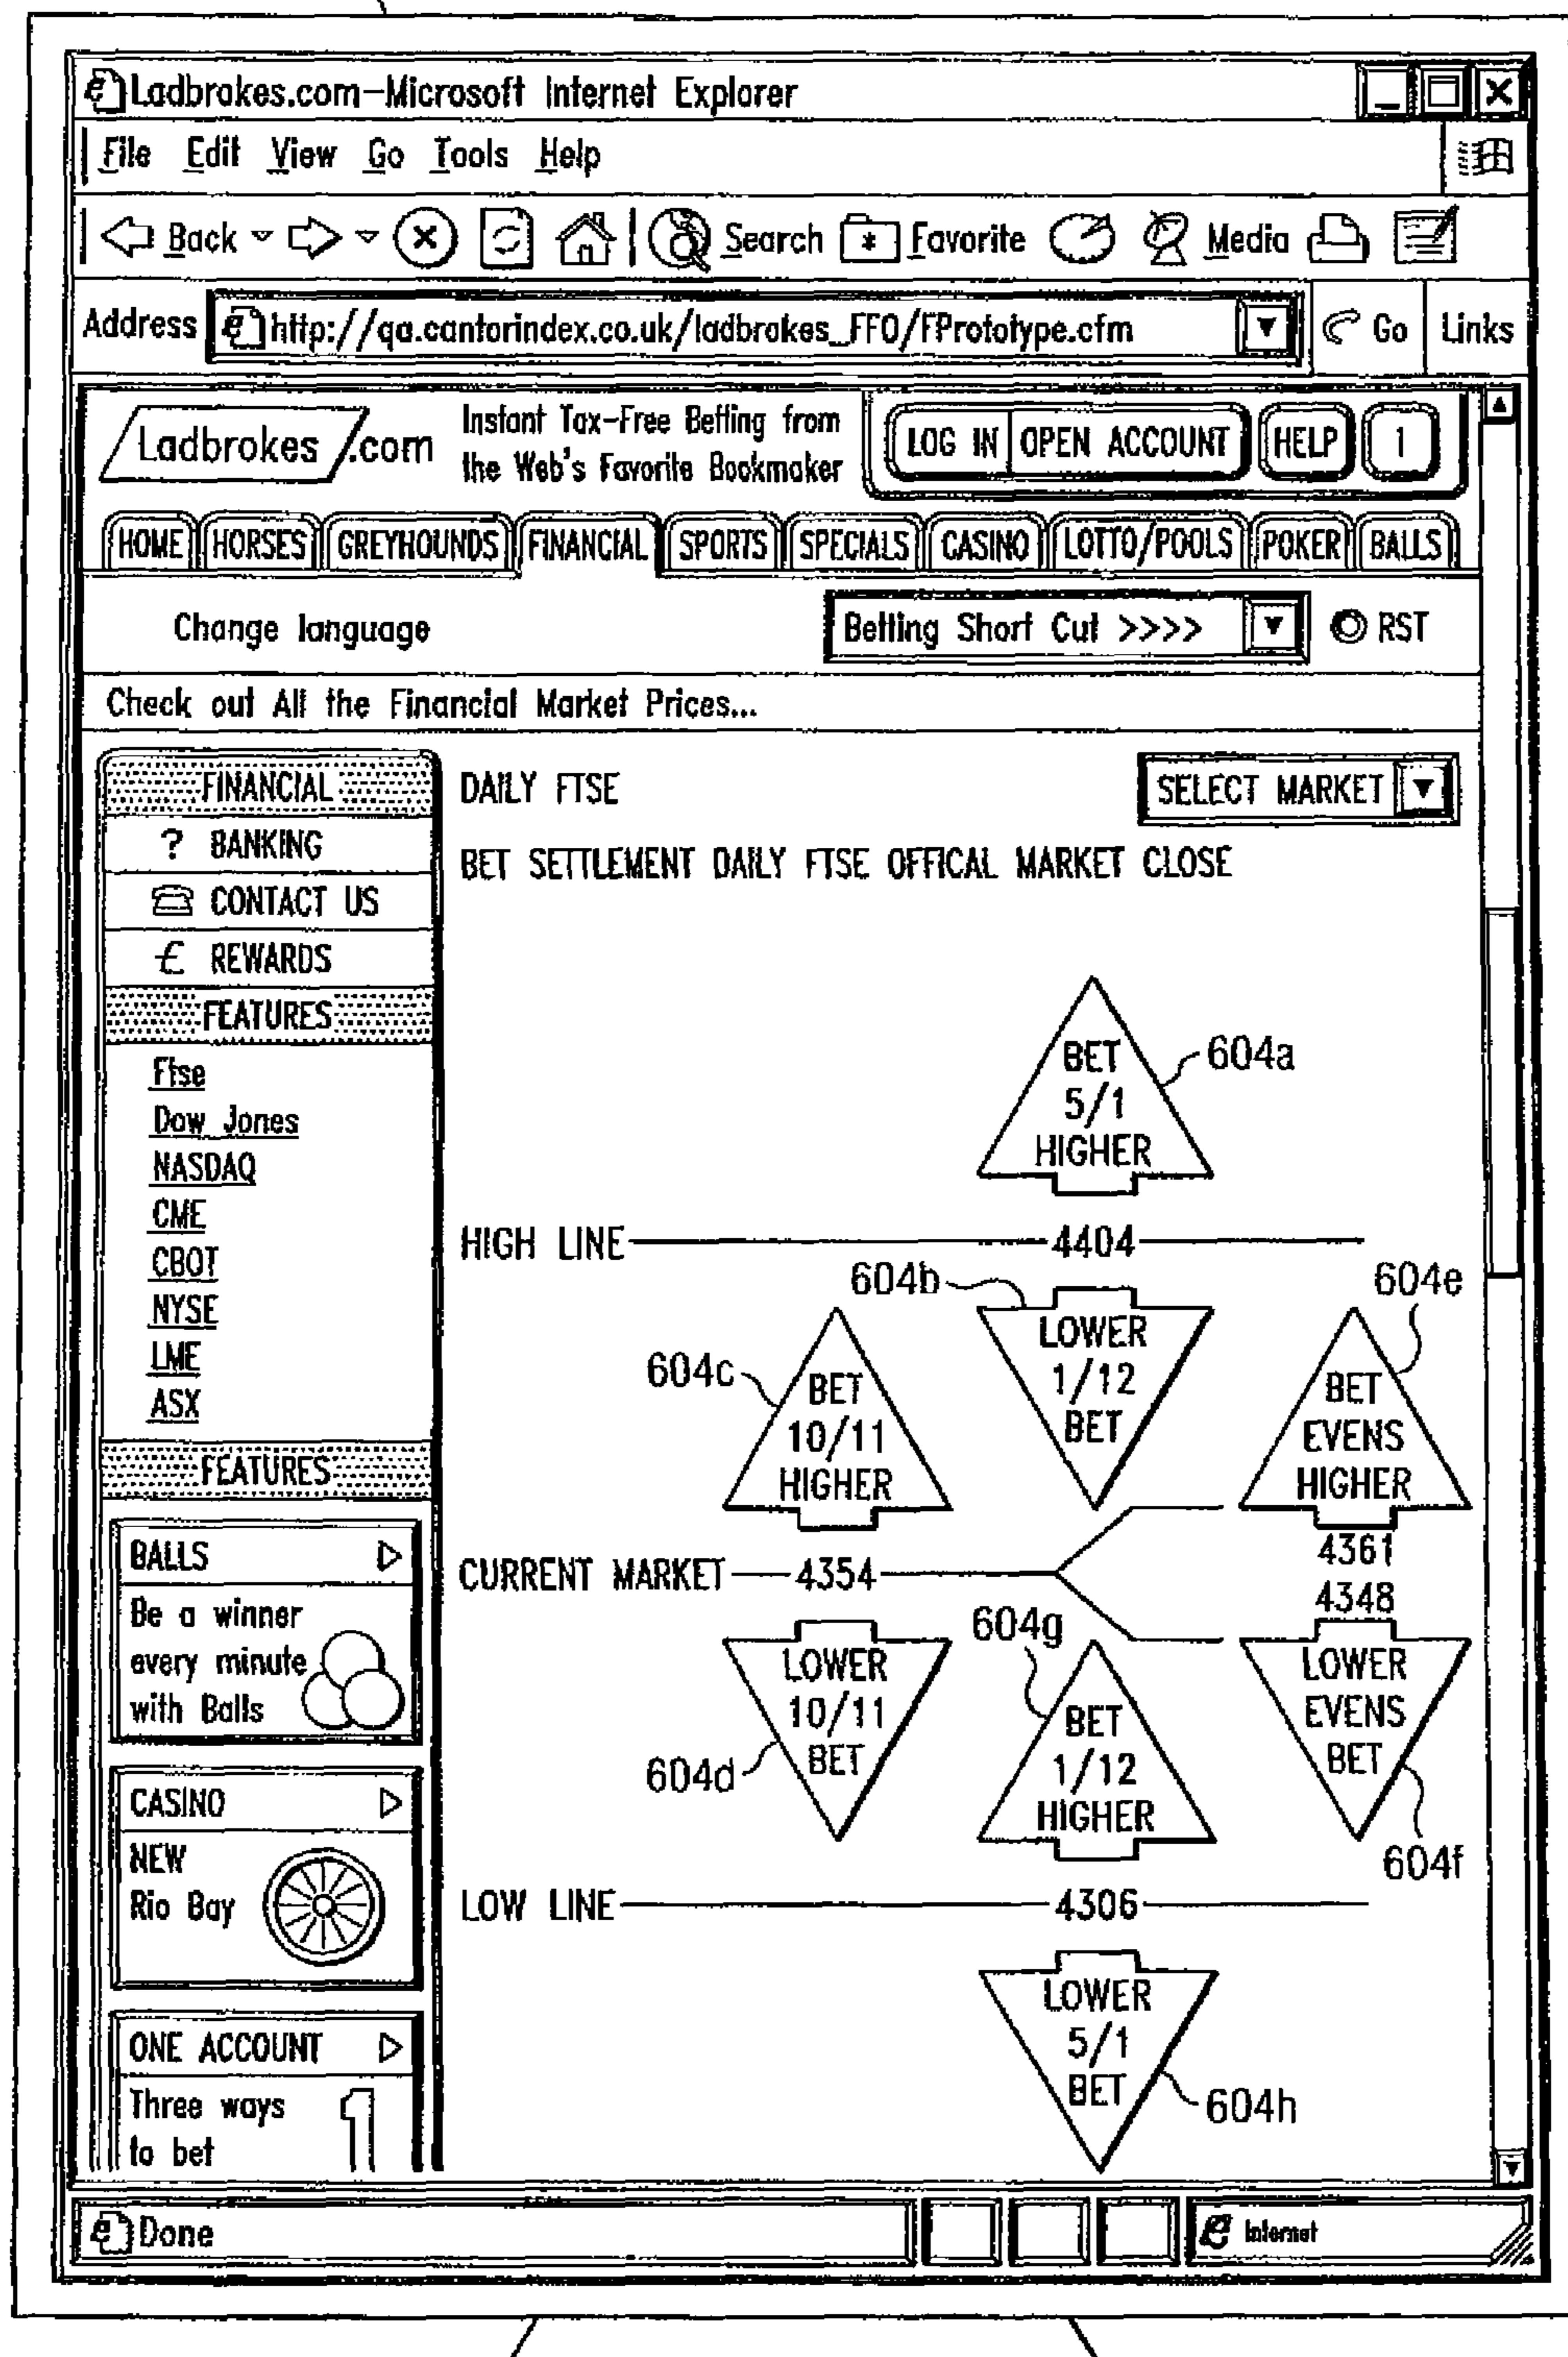 Ladbrokes.com-Microsoft Internet Explorer
File Edit View Go Tools Help
Back Search Favorite Media
Address http://qa.cantorindex.co.uk/ladbrokes_FFO/FPrototype.cfm Go Links
Ladbrokes.com
Instant Tax-Free Betting from
the Web's Favorite Bookmaker
LOG IN OPEN ACCOUNT HELP 1
HOME HORSES GREYHOUNDS FINANCIAL SPORTS SPECIALS CASINO LOTTO/POOLS POKER BALLS
Change language Betting Short Cut >>>> RST
Check out All the Financial Market Prices...
FINANCIAL
? BANKING
CONTACT US
£ REWARDS
FEATURES
Ftse
Dow Jones
NASDAQ
CME
CBOT
NYSE
LME
ASX
FEATURES
BALLS
Be a winner
every minute
with Balls
CASINO
NEW
Rio Bay
ONE ACCOUNT
Three ways
to bet
1
DAILY FTSE SELECT MARKET
BET SETTLEMENT DAILY FTSE OFFICAL MARKET CLOSE
BET
5/1
HIGHER
604a
HIGH LINE 4404
604b
LOWER
1/12
BET
604c
BET
10/11
HIGHER
604e
BET
EVENS
HIGHER
4361
CURRENT MARKET 4354
4348
LOWER
10/11
BET
604d
604g
BET
1/12
HIGHER
LOWER
EVENS
BET
604f
LOW LINE 4306
LOWER
5/1
BET
604h
Done Internet